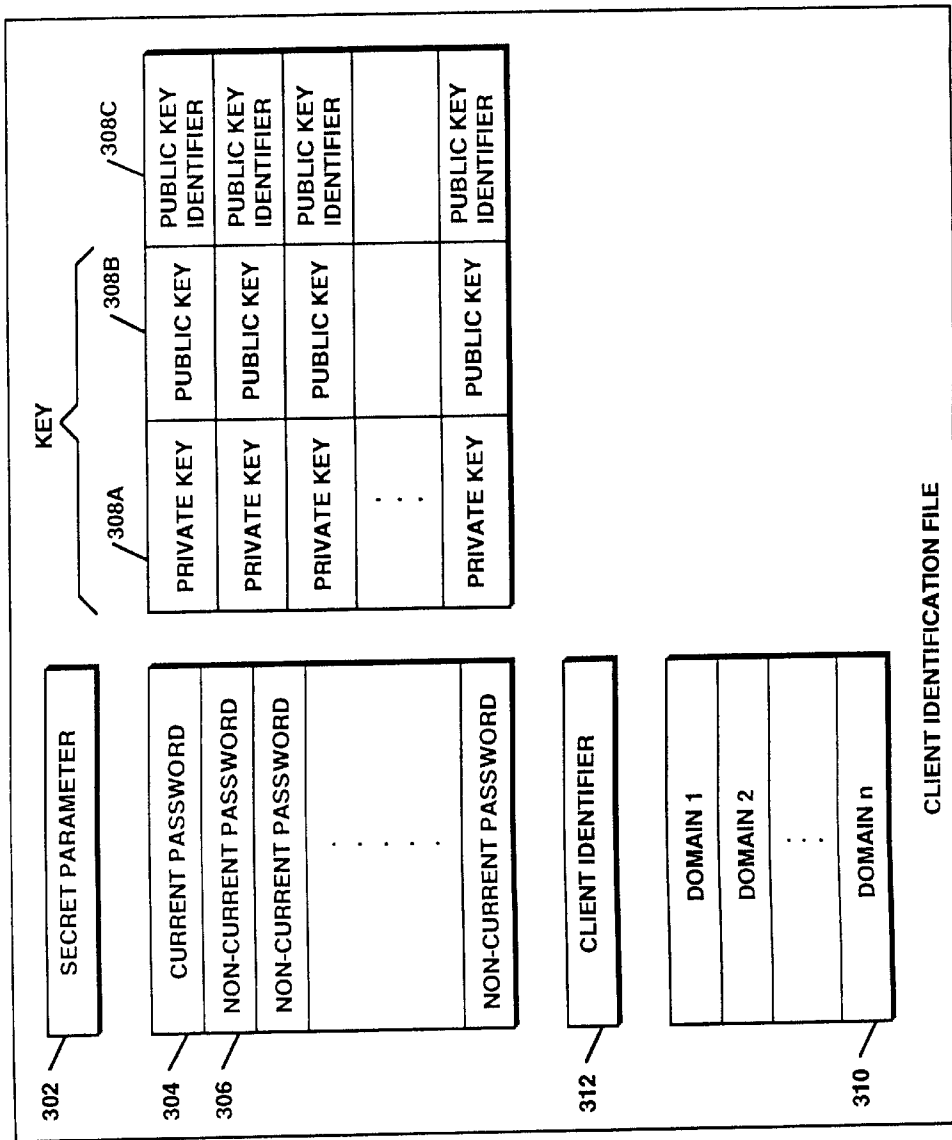 302
SECRET PARAMETER
304
CURRENT PASSWORD
306
NON-CURRENT PASSWORD
NON-CURRENT PASSWORD
. . . . .
NON-CURRENT PASSWORD
312
CLIENT IDENTIFIER
DOMAIN 1
DOMAIN 2
. . .
310
DOMAIN n
KEY
308A
308B
308C
PRIVATE KEY
PUBLIC KEY
PUBLIC KEY
IDENTIFIER
PRIVATE KEY
PUBLIC KEY
PUBLIC KEY
IDENTIFIER
PRIVATE KEY
PUBLIC KEY
PUBLIC KEY
IDENTIFIER
. . .
PRIVATE KEY
PUBLIC KEY
PUBLIC KEY
IDENTIFIER
CLIENT IDENTIFICATION FILE